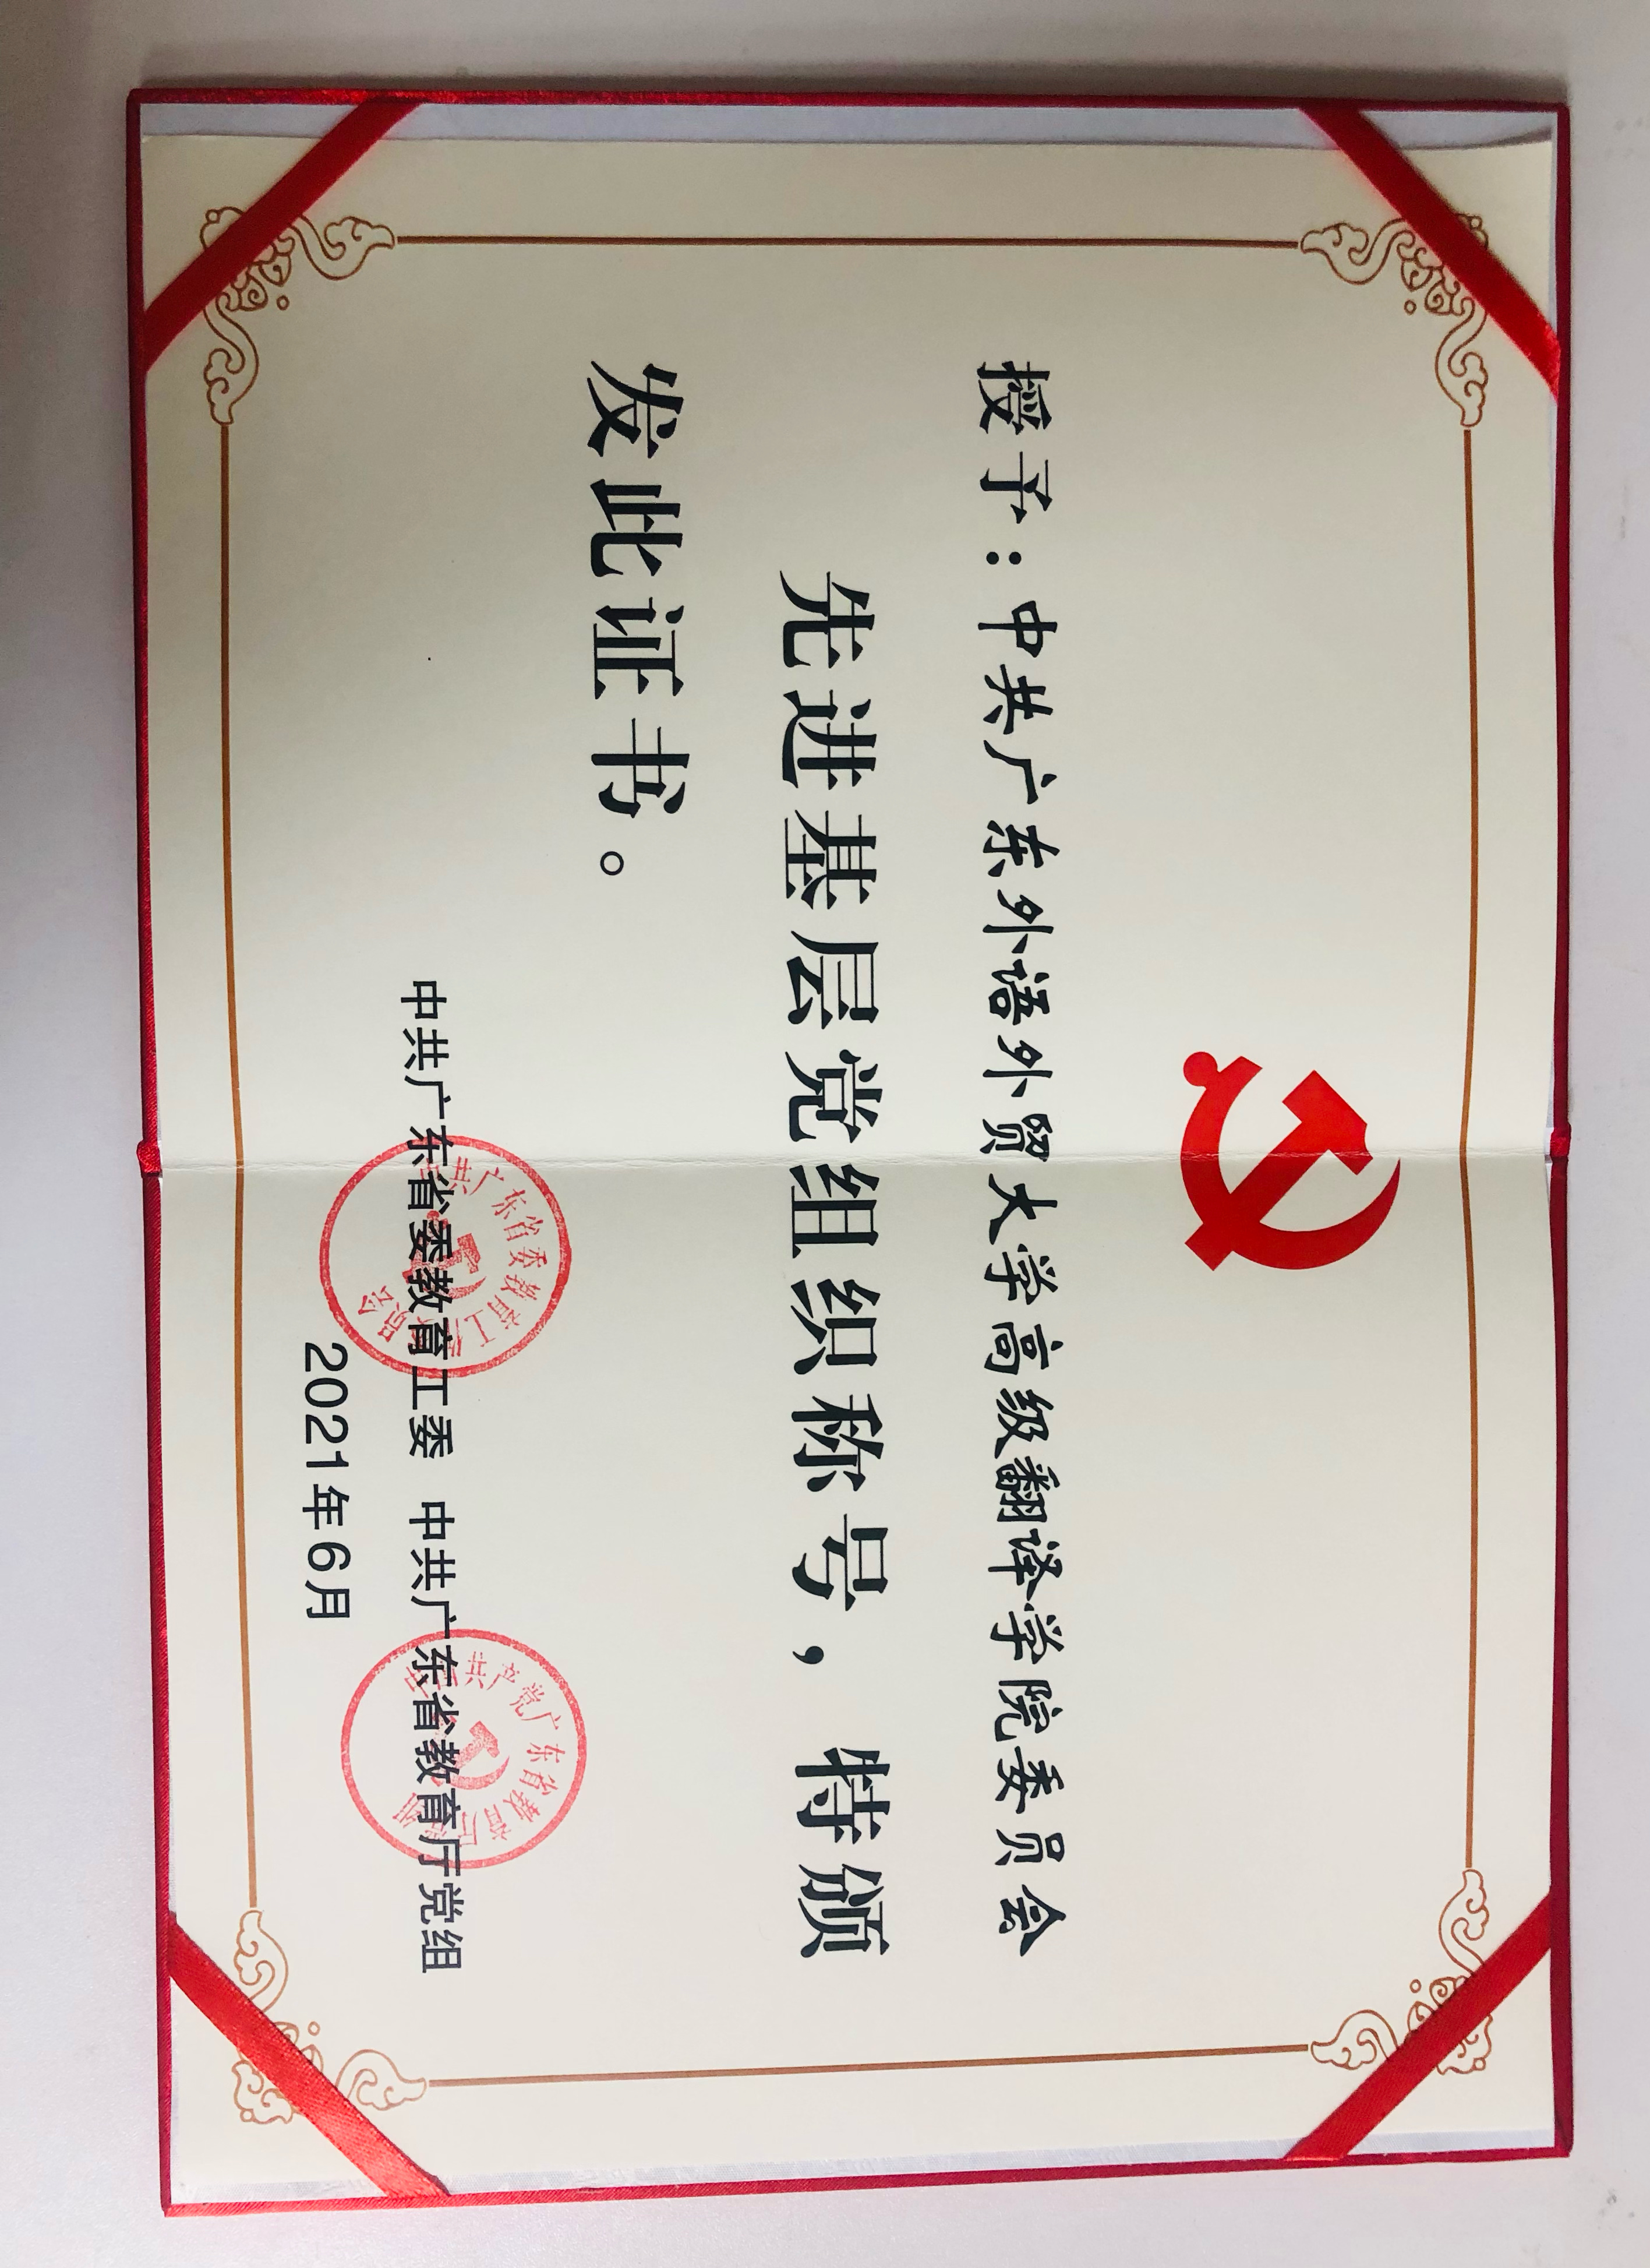 授予：中共广东外语外贸大学高级翻译学院委员会
先进基层党组织称号，特颁
发此证书。
中共广东省委教育工委 中共广东省教育厅党组
2021年6月